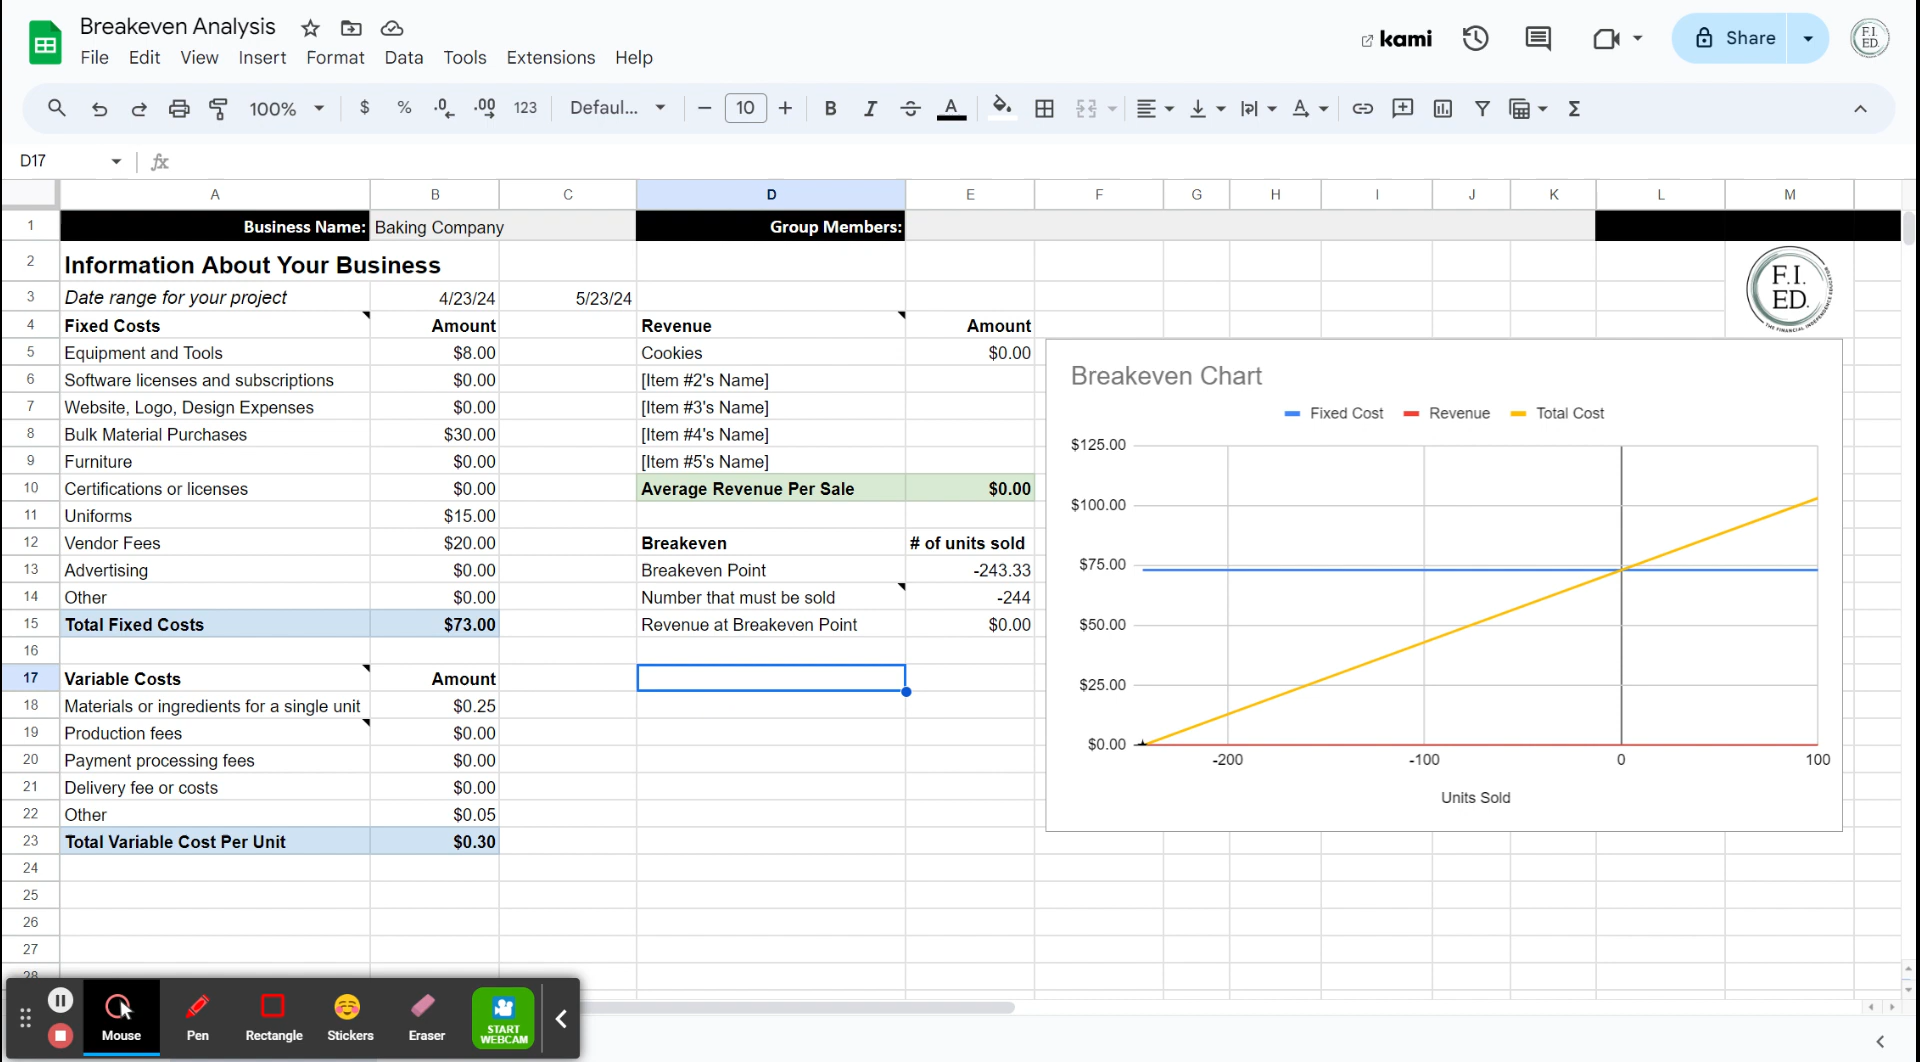 Breakeven Analysis
File Edit View Insert Format Data Tools Extensions Help
kami
Share
F.I. ED.
100% $ % .0 .00 123 Defaul... 10 B I A
D17 fx
A B C D E F G H I J K L M
1 Business Name: Baking Company Group Members:
2 Information About Your Business
3 Date range for your project 4/23/24 5/23/24
F.I. ED.
THE FINANCIAL INDEPENDENCE EDUCATOR
4 Fixed Costs Amount Revenue Amount
5 Equipment and Tools $8.00 Cookies $0.00
6 Software licenses and subscriptions $0.00 [Item #2's Name]
7 Website, Logo, Design Expenses $0.00 [Item #3's Name]
8 Bulk Material Purchases $30.00 [Item #4's Name]
9 Furniture $0.00 [Item #5's Name]
10 Certifications or licenses $0.00 Average Revenue Per Sale $0.00
11 Uniforms $15.00
12 Vendor Fees $20.00 Breakeven # of units sold
13 Advertising $0.00 Breakeven Point -243.33
14 Other $0.00 Number that must be sold -244
15 Total Fixed Costs $73.00 Revenue at Breakeven Point $0.00
16
17 Variable Costs Amount
18 Materials or ingredients for a single unit $0.25
19 Production fees $0.00
20 Payment processing fees $0.00
21 Delivery fee or costs $0.00
22 Other $0.05
23 Total Variable Cost Per Unit $0.30
24
25
26
27
28
Breakeven Chart
Fixed Cost Revenue Total Cost
$125.00
$100.00
$75.00
$50.00
$25.00
$0.00
-200 -100 0 100
Units Sold
Mouse Pen Rectangle Stickers Eraser START WEBCAM